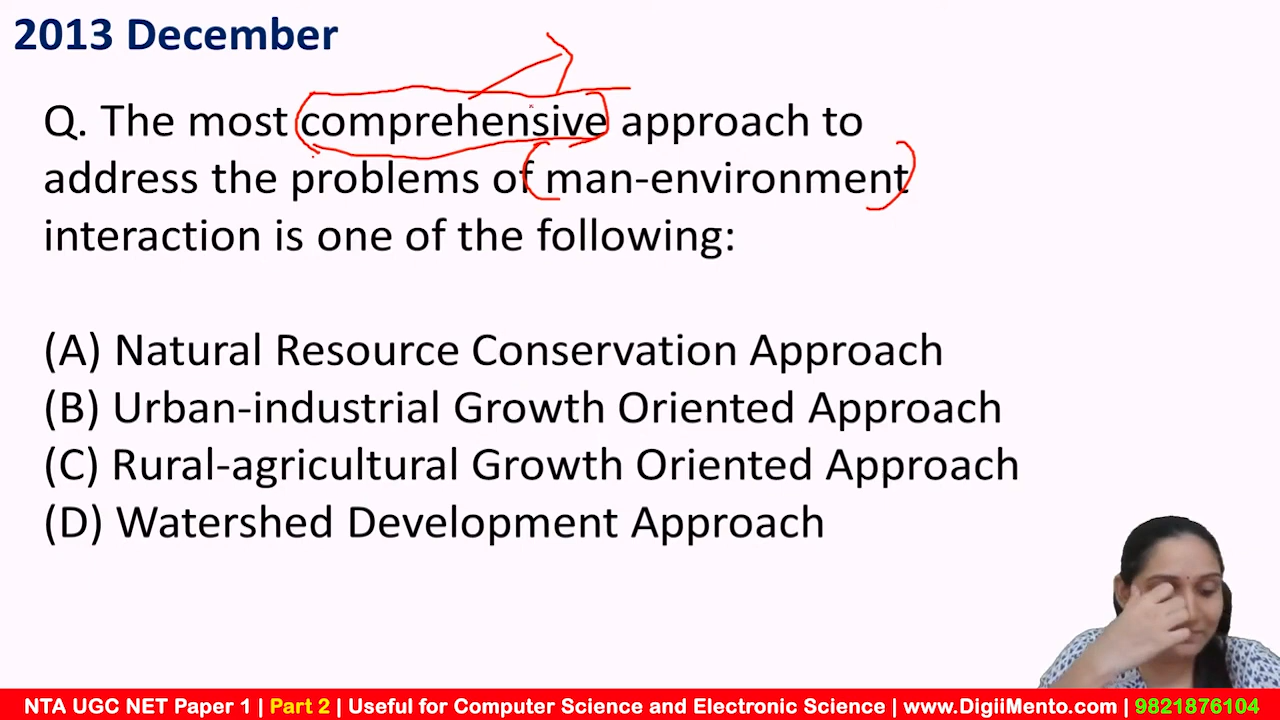 2013 December
Q. The most comprehensive approach to
address the problems of man-environment
interaction is one of the following:
(A) Natural Resource Conservation Approach
(B) Urban-industrial Growth Oriented Approach
(C) Rural-agricultural Growth Oriented Approach
(D) Watershed Development Approach
NTA UGC NET Paper 1 | Part 2 | Useful for Computer Science and Electronic Science | www.DigiiMento.com | 9821876104